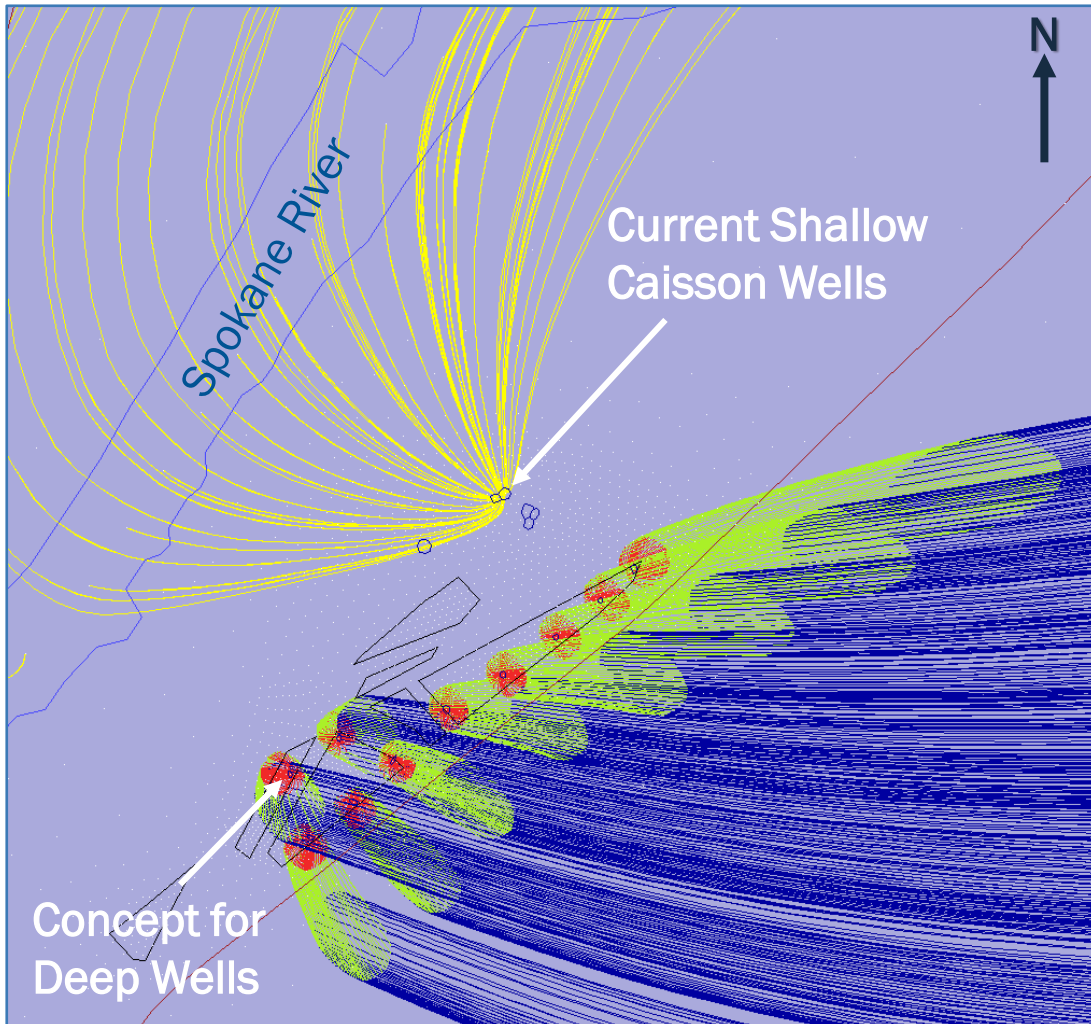 N
Spokane River
Current Shallow
Caisson Wells
Concept for
Deep Wells